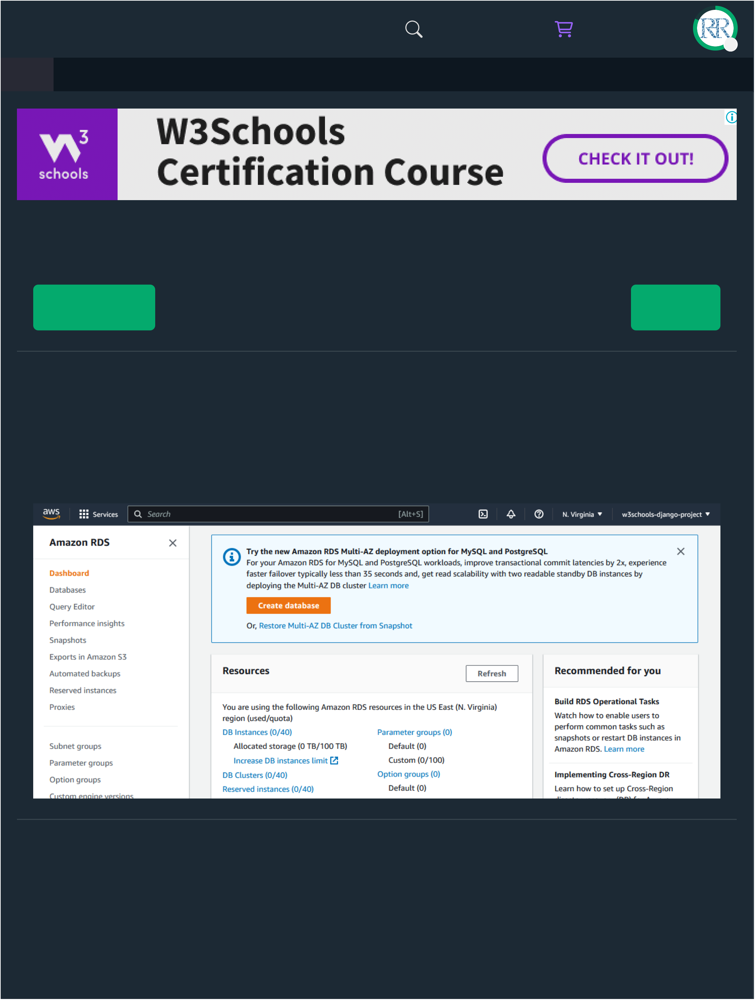 RR
W3Schools
Certification Course
CHECK IT OUT!
W3
schools
aws
Services
Search
[Alt+S]
N. Virginia
w3schools-django-project
Amazon RDS
Dashboard
Databases
Query Editor
Performance insights
Snapshots
Exports in Amazon S3
Automated backups
Reserved instances
Proxies
Subnet groups
Parameter groups
Option groups
Custom engine versions
Try the new Amazon RDS Multi-AZ deployment option for MySQL and PostgreSQL
For your Amazon RDS for MySQL and PostgreSQL workloads, improve transactional commit latencies by 2x, experience
faster failover typically less than 35 seconds and, get read scalability with two readable standby DB instances by
deploying the Multi-AZ DB cluster Learn more
Create database
Or, Restore Multi-AZ DB Cluster from Snapshot
Resources
Refresh
You are using the following Amazon RDS resources in the US East (N. Virginia)
region (used/quota)
DB Instances (0/40)
Allocated storage (0 TB/100 TB)
Increase DB instances limit
DB Clusters (0/40)
Reserved instances (0/40)
Parameter groups (0)
Default (0)
Custom (0/100)
Option groups (0)
Default (0)
Recommended for you
Build RDS Operational Tasks
Watch how to enable users to
perform common tasks such as
snapshots or restart DB instances in
Amazon RDS. Learn more
Implementing Cross-Region DR
Learn how to set up Cross-Region